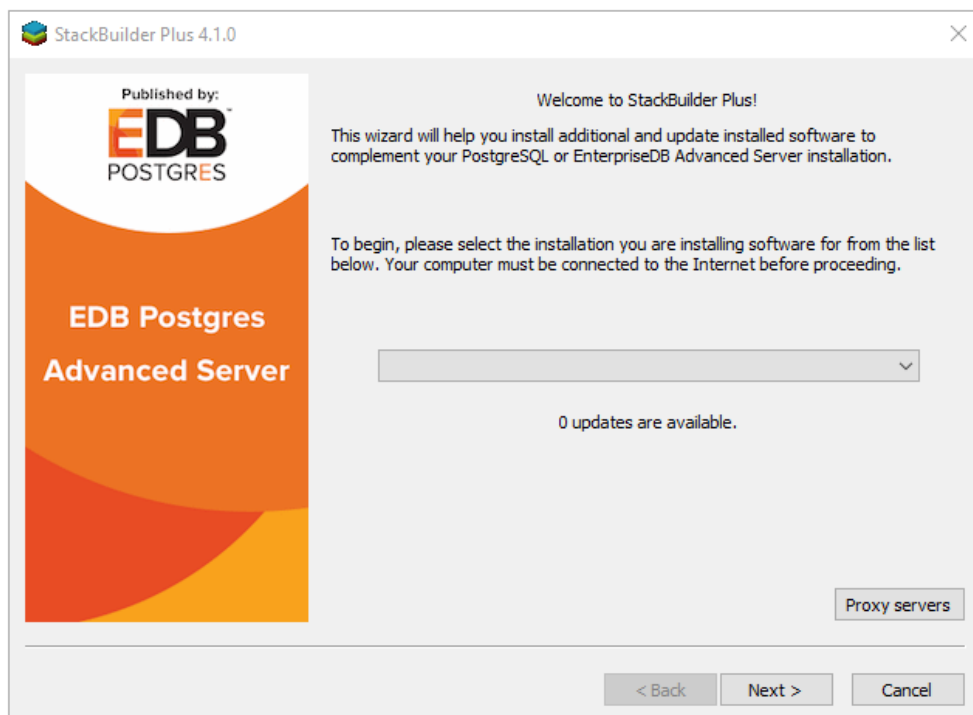 StackBuilder Plus 4.1.0
Published by:
EDB™
POSTGRES
EDB Postgres
Advanced Server
Welcome to StackBuilder Plus!
This wizard will help you install additional and update installed software to
complement your PostgreSQL or EnterpriseDB Advanced Server installation.
To begin, please select the installation you are installing software for from the list
below. Your computer must be connected to the Internet before proceeding.
0 updates are available.
Proxy servers
< Back
Next >
Cancel